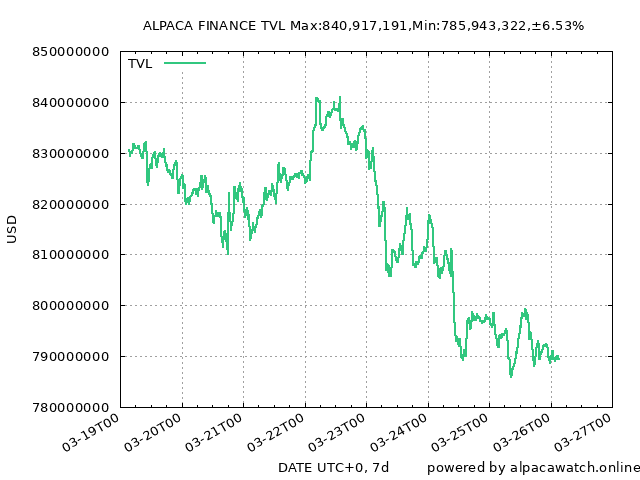 ALPACA FINANCE TVL Max:840,917,191,Min:785,943,322,±6.53%
TVL
850000000
840000000
830000000
820000000
810000000
800000000
790000000
780000000
USD
03-19T00
03-20T00
03-21T00
03-22T00
03-23T00
03-24T00
03-25T00
03-26T00
03-27T00
DATE UTC+0, 7d
powered by alpacawatch.online